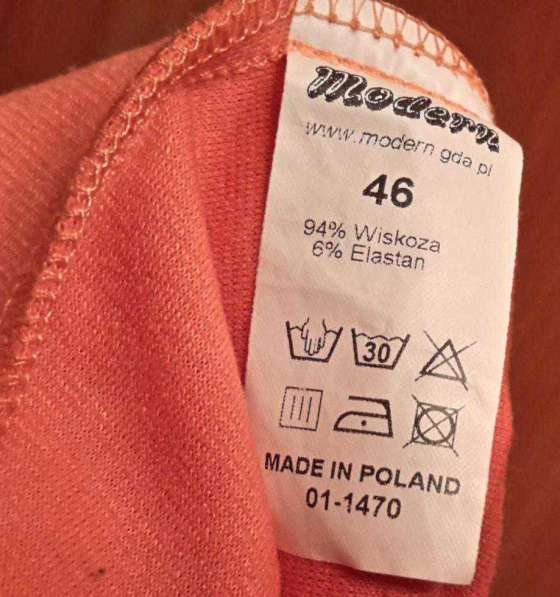 Modern
www.modern gda.pl
46
94% Wiskoza
6% Elastan
30
MADE IN POLAND
01-1470